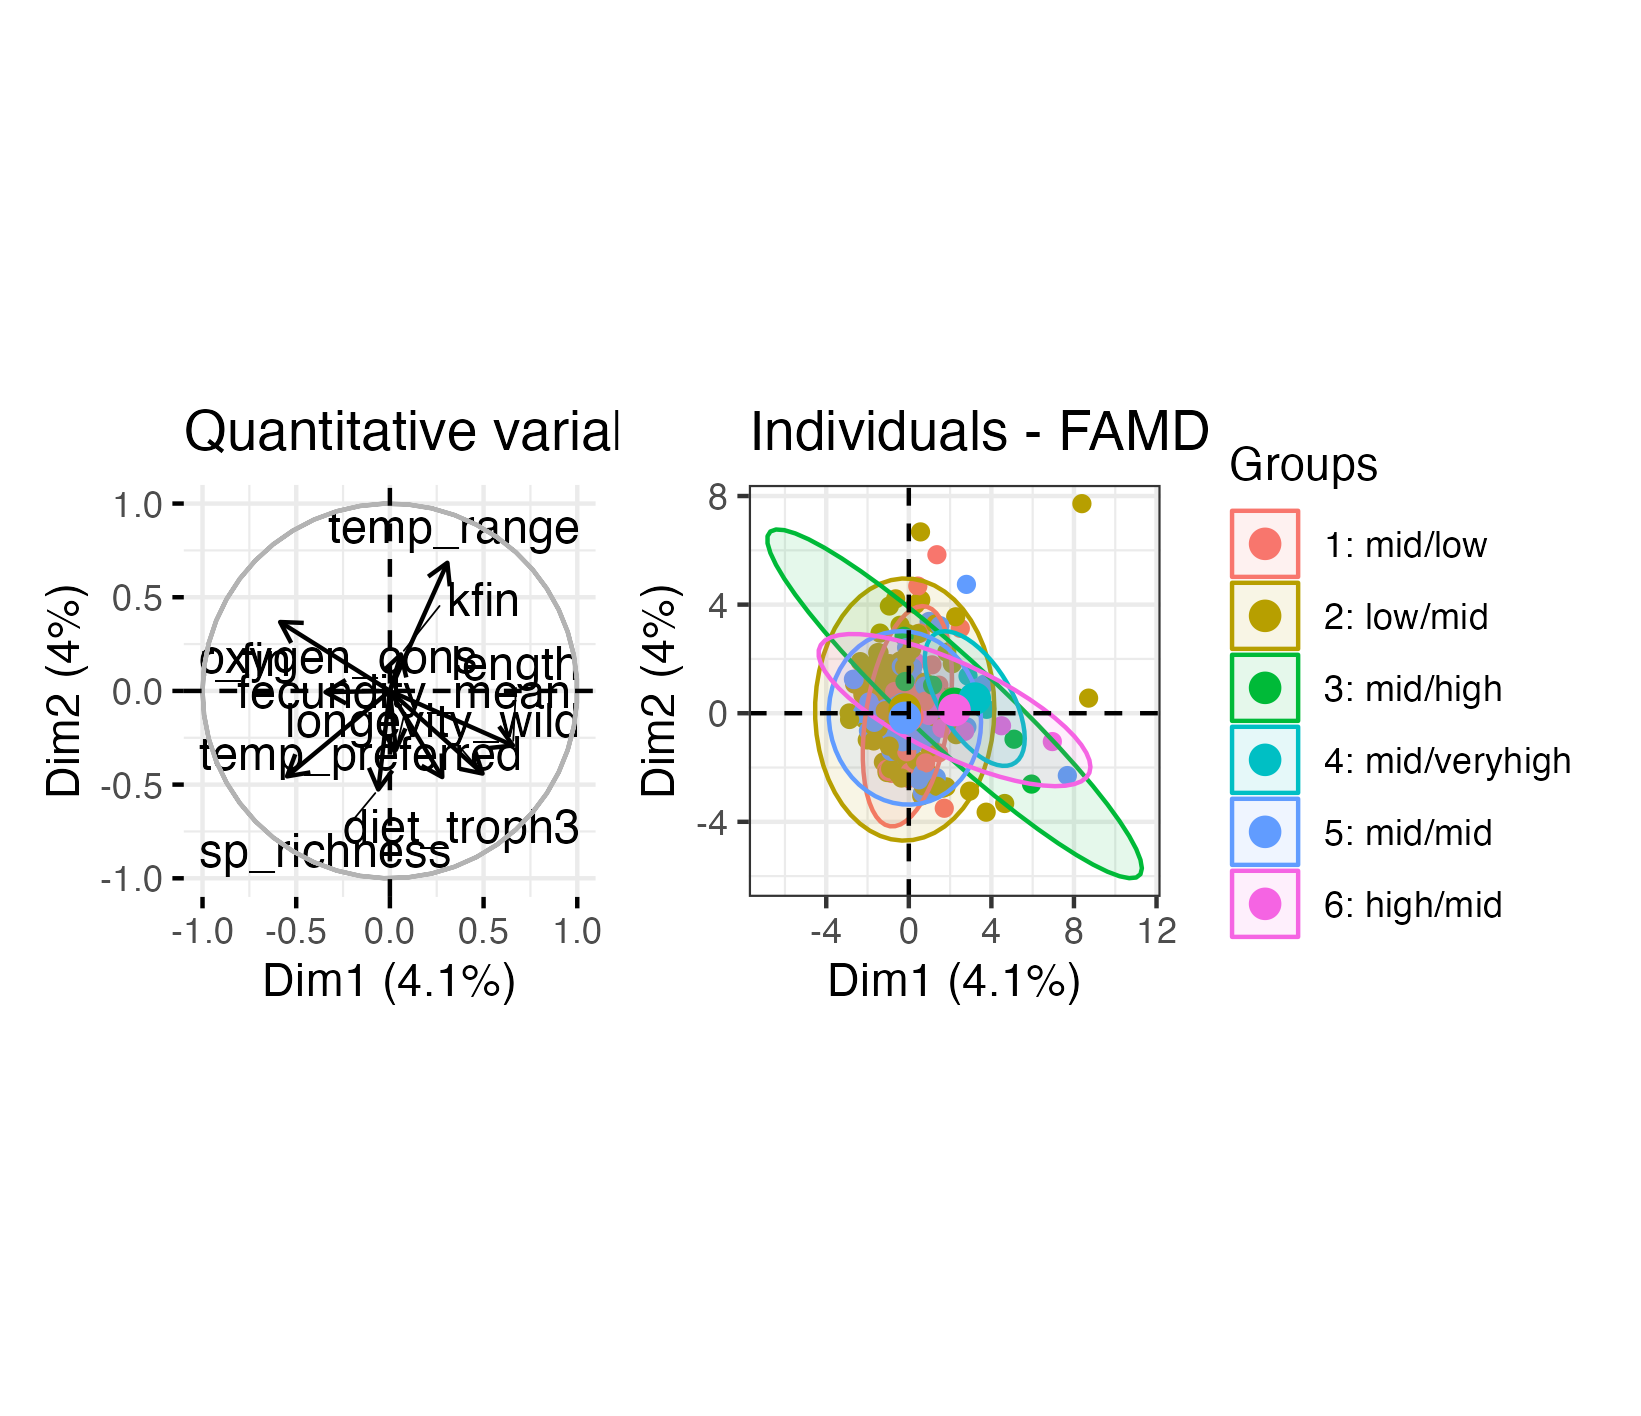 Quantitative varial
1.0
0.5
0.0
-0.5
-1.0
Dim2 (4%)
temp_range
kfin
oxygen_cons
length
fecundity_mean
longevity_wild
temp_preferred
diet_troph3
sp_richness
-1.0 -0.5 0.0 0.5 1.0
Dim1 (4.1%)
Individuals - FAMD
8
4
0
-4
Dim2 (4%)
-4 0 4 8 12
Dim1 (4.1%)
Groups
1: mid/low
2: low/mid
3: mid/high
4: mid/veryhigh
5: mid/mid
6: high/mid